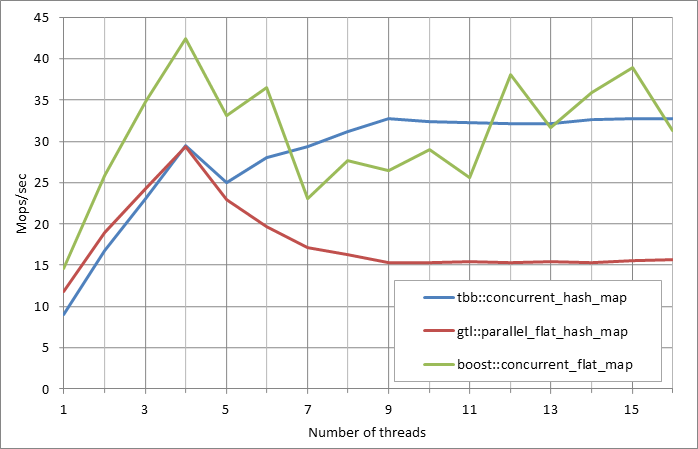 45
40
35
30
25
20
15
10
5
0
Mops/sec
tbb::concurrent_hash_map
gtl::parallel_flat_hash_map
boost::concurrent_flat_map
1 3 5 7 9 11 13 15
Number of threads